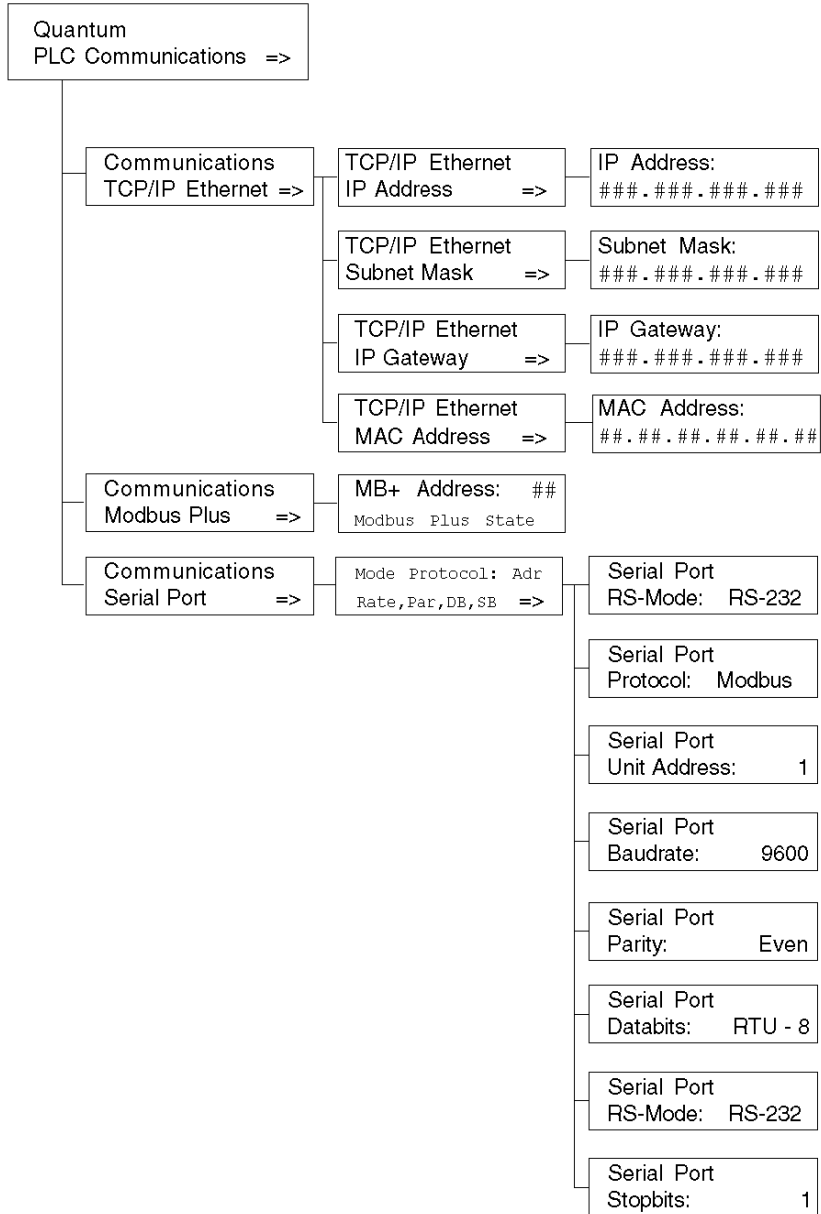 Quantum
PLC Communications =>
Communications
TCP/IP Ethernet =>
TCP/IP Ethernet
IP Address =>
IP Address:
###.###.###.###
TCP/IP Ethernet
Subnet Mask =>
Subnet Mask:
###.###.###.###
TCP/IP Ethernet
IP Gateway =>
IP Gateway:
###.###.###.###
TCP/IP Ethernet
MAC Address =>
MAC Address:
##.##.##.##.##.##
Communications
Modbus Plus =>
MB+ Address: ##
Modbus Plus State
Communications
Serial Port =>
Mode Protocol: Adr
Rate,Par,DB,SB =>
Serial Port
RS-Mode: RS-232
Serial Port
Protocol: Modbus
Serial Port
Unit Address: 1
Serial Port
Baudrate: 9600
Serial Port
Parity: Even
Serial Port
Databits: RTU - 8
Serial Port
RS-Mode: RS-232
Serial Port
Stopbits: 1